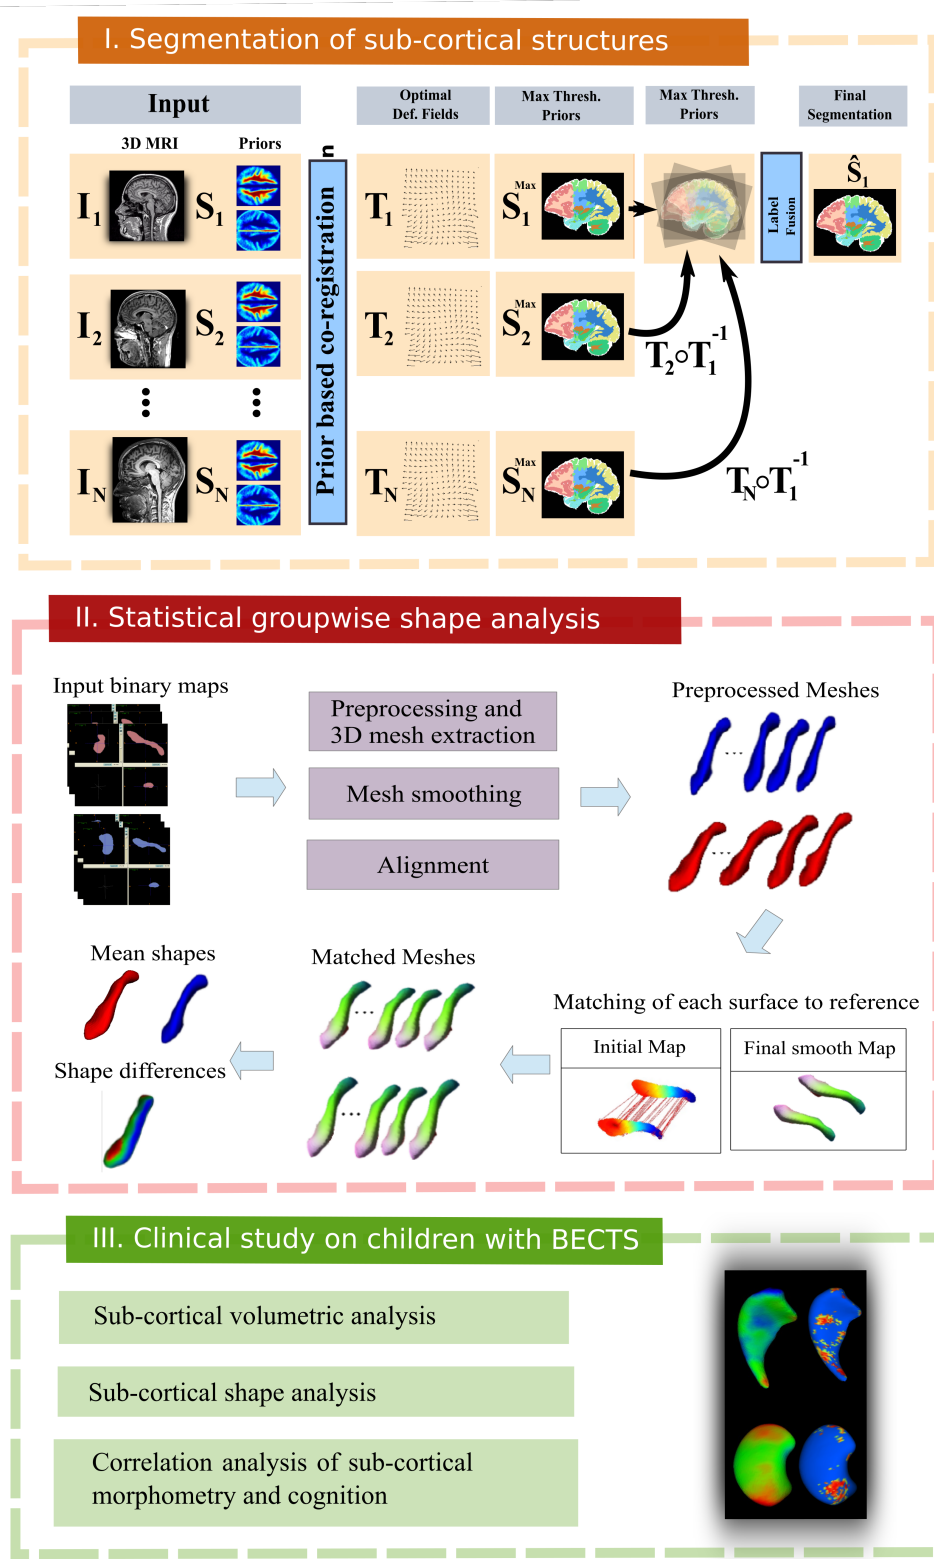 I. Segmentation of sub-cortical structures
Input
Optimal
Def. Fields
Max Thresh.
Priors
Max Thresh.
Priors
Final
Segmentation
3D MRI
Priors
n
Prior based co-registration
I1
S1
T1
S1 Max
Label
Fusion
Ŝ1
I2
S2
T2
S2 Max
T2∘T1^-1
IN
SN
TN
SN Max
TN∘T1^-1
II. Statistical groupwise shape analysis
Input binary maps
Preprocessing and
3D mesh extraction
Mesh smoothing
Alignment
Preprocessed Meshes
Mean shapes
Matched Meshes
Shape differences
Matching of each surface to reference
Initial Map
Final smooth Map
III. Clinical study on children with BECTS
Sub-cortical volumetric analysis
Sub-cortical shape analysis
Correlation analysis of sub-cortical
morphometry and cognition